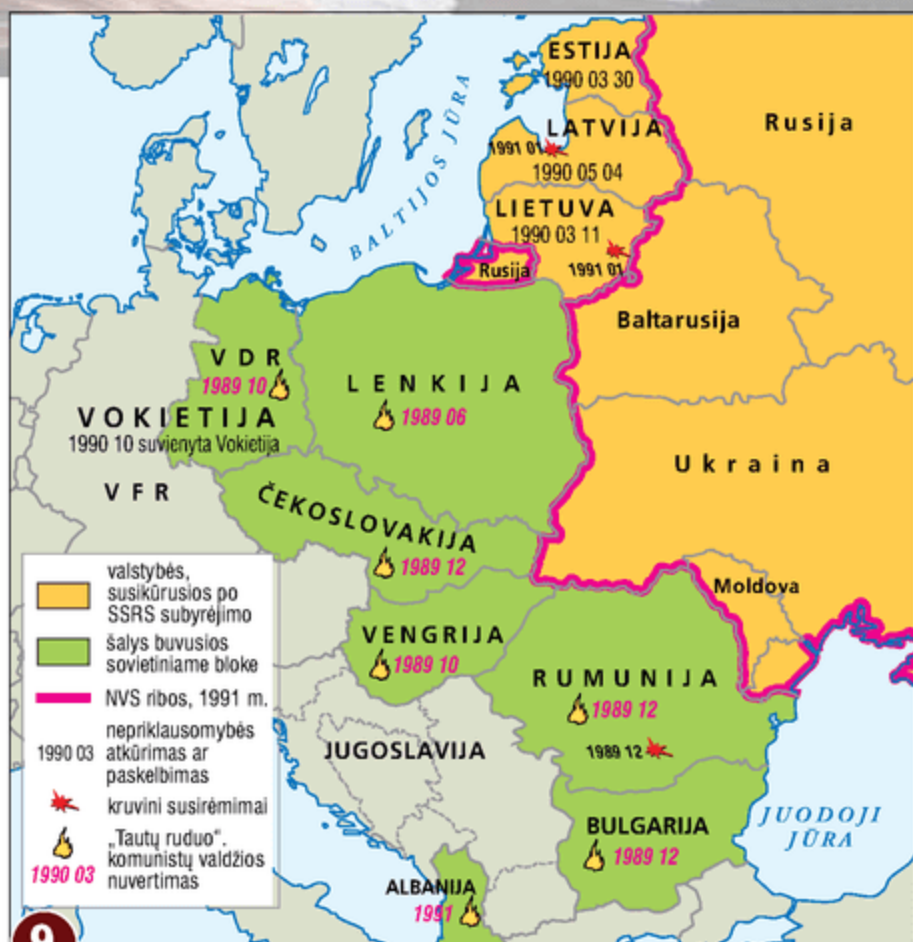 ESTIJA
1990 03 30
LATVIJA
1991 01
1990 05 04
LIETUVA
1990 03 11
1991 01
Rusija
Rusija
BALTIJOS JŪRA
Baltarusija
VDR
1989 10
LENKIJA
1989 06
VOKIETIJA
1990 10 suvienyta Vokietija
VFR
Ukraina
ČEKOSLOVAKIJA
1989 12
Moldova
VENGRIJA
1989 10
RUMUNIJA
1989 12
1989 12
JUGOSLAVIJA
BULGARIJA
1989 12
JUODOJI
JŪRA
ALBANIJA
1991
valstybės,
susikūrusios po
SSRS subyrėjimo
šalys buvusios
sovietiniame bloke
NVS ribos, 1991 m.
1990 03
nepriklausomybės
atkūrimas ar
paskelbimas
kruvini susirėmimai
„Tautų ruduo“.
komunistų valdžios
nuvertimas
1990 03
9